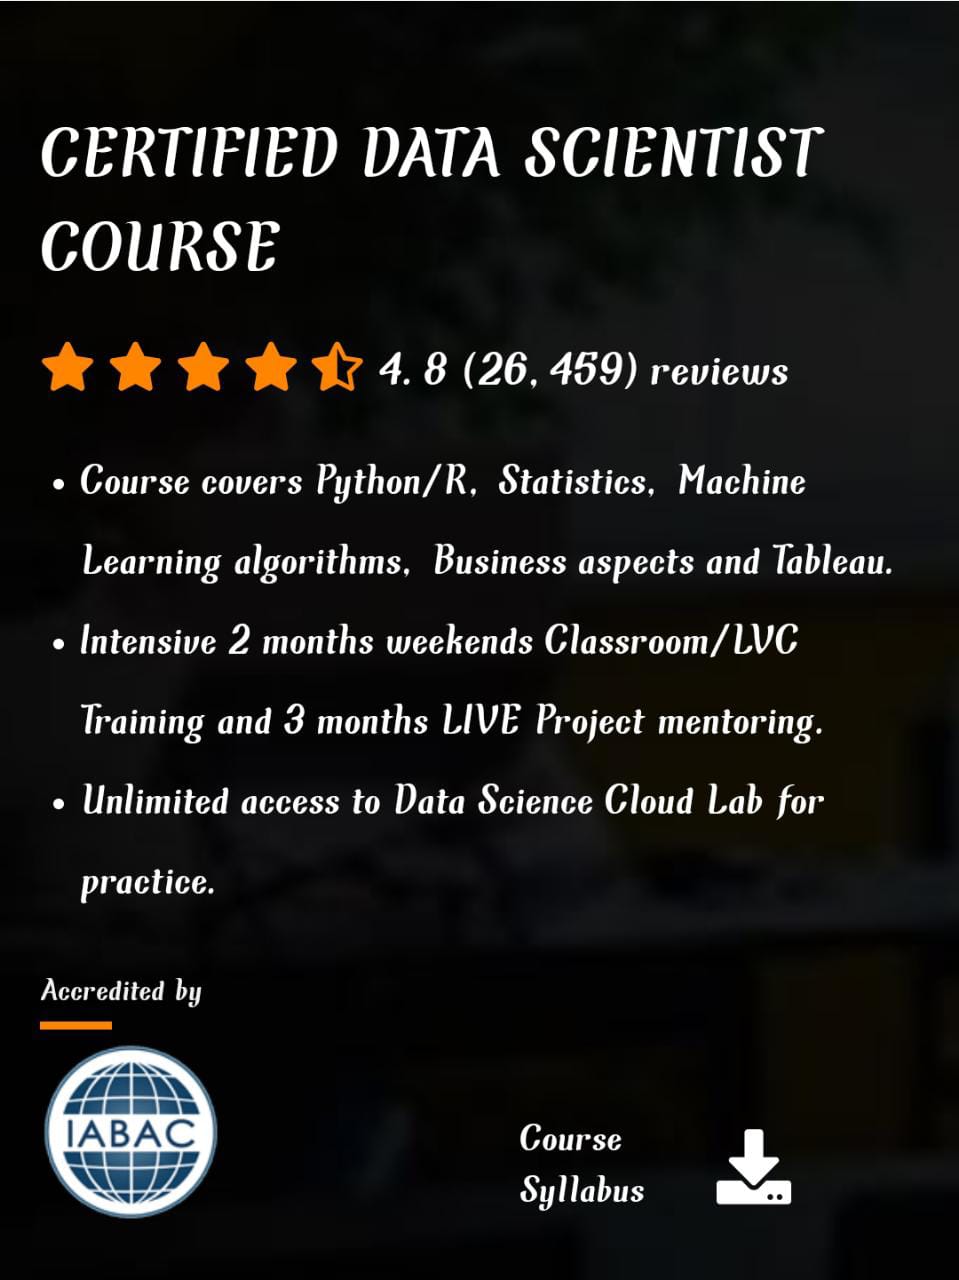 CERTIFIED DATA SCIENTIST
COURSE
4. 8 (26, 459) reviews
• Course covers Python/R, Statistics, Machine
Learning algorithms, Business aspects and Tableau.
• Intensive 2 months weekends Classroom/LVC
Training and 3 months LIVE Project mentoring.
• Unlimited access to Data Science Cloud Lab for
practice.
Accredited by
IABAC
Course
Syllabus